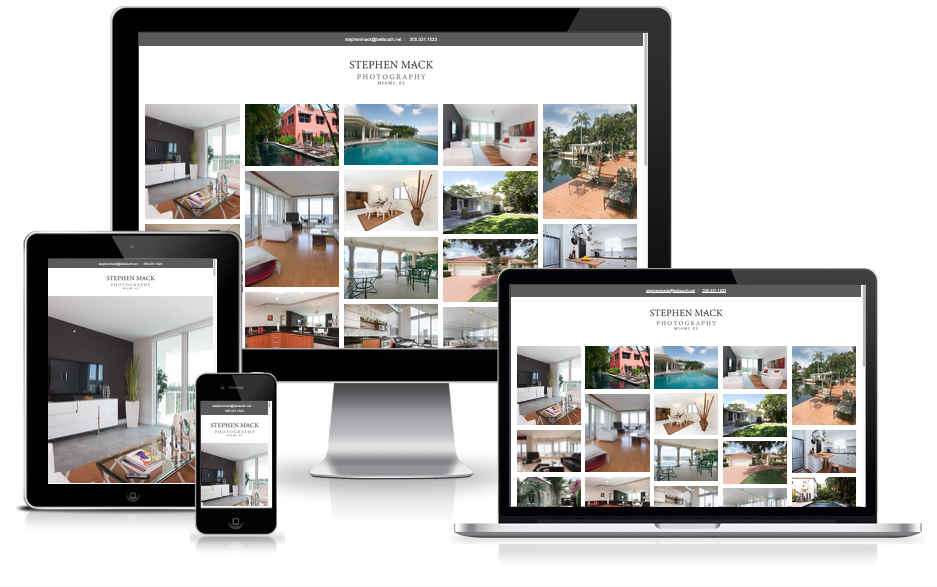 stephenmack@bellsouth.net | 305.331.1523
STEPHEN MACK
PHOTOGRAPHY
MIAMI, FL
stephenmack@bellsouth.net | 305.331.1523
STEPHEN MACK
PHOTOGRAPHY
MIAMI, FL
stephenmack@bellsouth.net |
305.331.1523
STEPHEN MACK
PHOTOGRAPHY
MIAMI, FL
stephenmack@bellsouth.net | 305.331.1523
STEPHEN MACK
PHOTOGRAPHY
MIAMI, FL